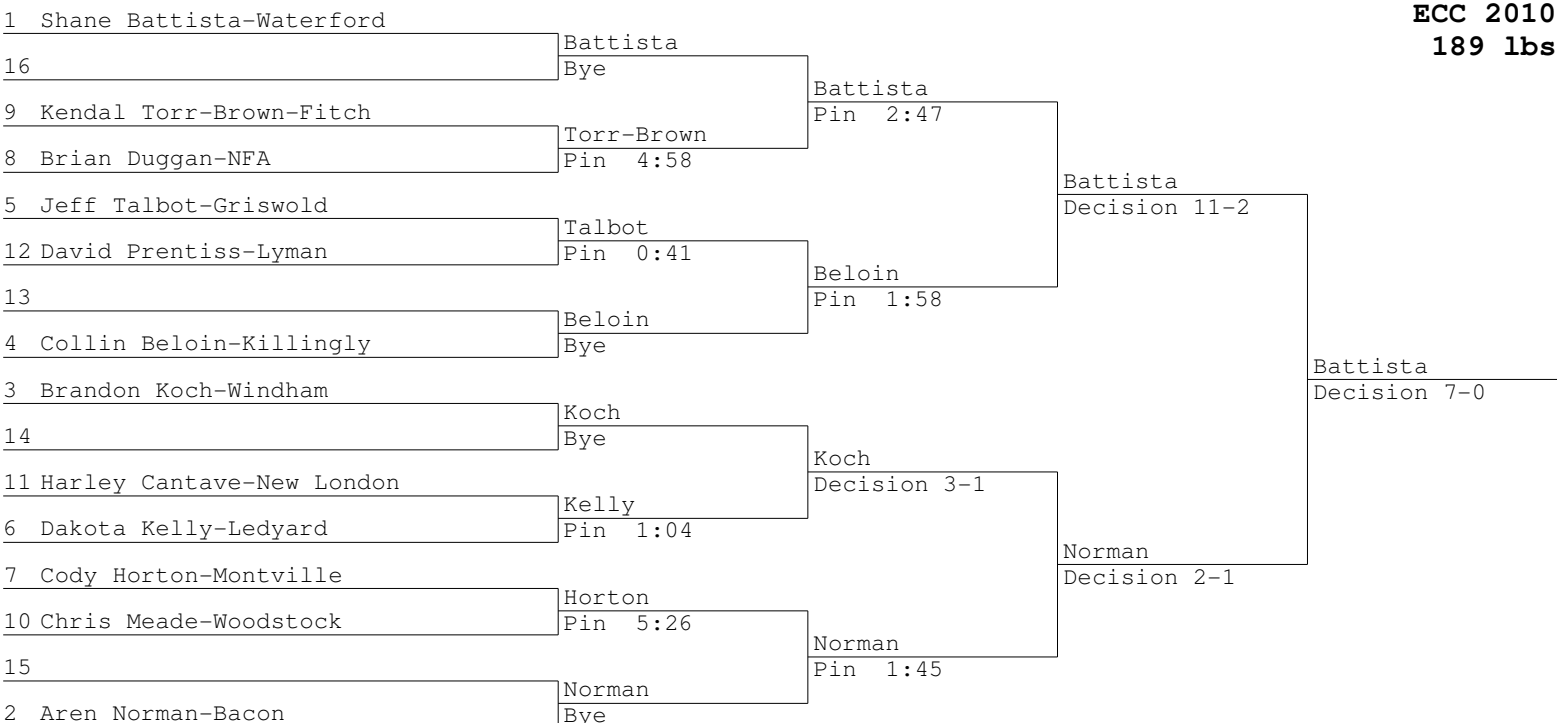 ECC 2010
189 lbs
1 Shane Battista-Waterford
16
9 Kendal Torr-Brown-Fitch
8 Brian Duggan-NFA
5 Jeff Talbot-Griswold
12 David Prentiss-Lyman
13
4 Collin Beloin-Killingly
3 Brandon Koch-Windham
14
11 Harley Cantave-New London
6 Dakota Kelly-Ledyard
7 Cody Horton-Montville
10 Chris Meade-Woodstock
15
2 Aren Norman-Bacon
Battista
Bye
Torr-Brown
Pin 4:58
Talbot
Pin 0:41
Beloin
Bye
Koch
Bye
Kelly
Pin 1:04
Horton
Pin 5:26
Norman
Bye
Battista
Pin 2:47
Beloin
Pin 1:58
Koch
Decision 3-1
Norman
Pin 1:45
Battista
Decision 11-2
Norman
Decision 2-1
Battista
Decision 7-0